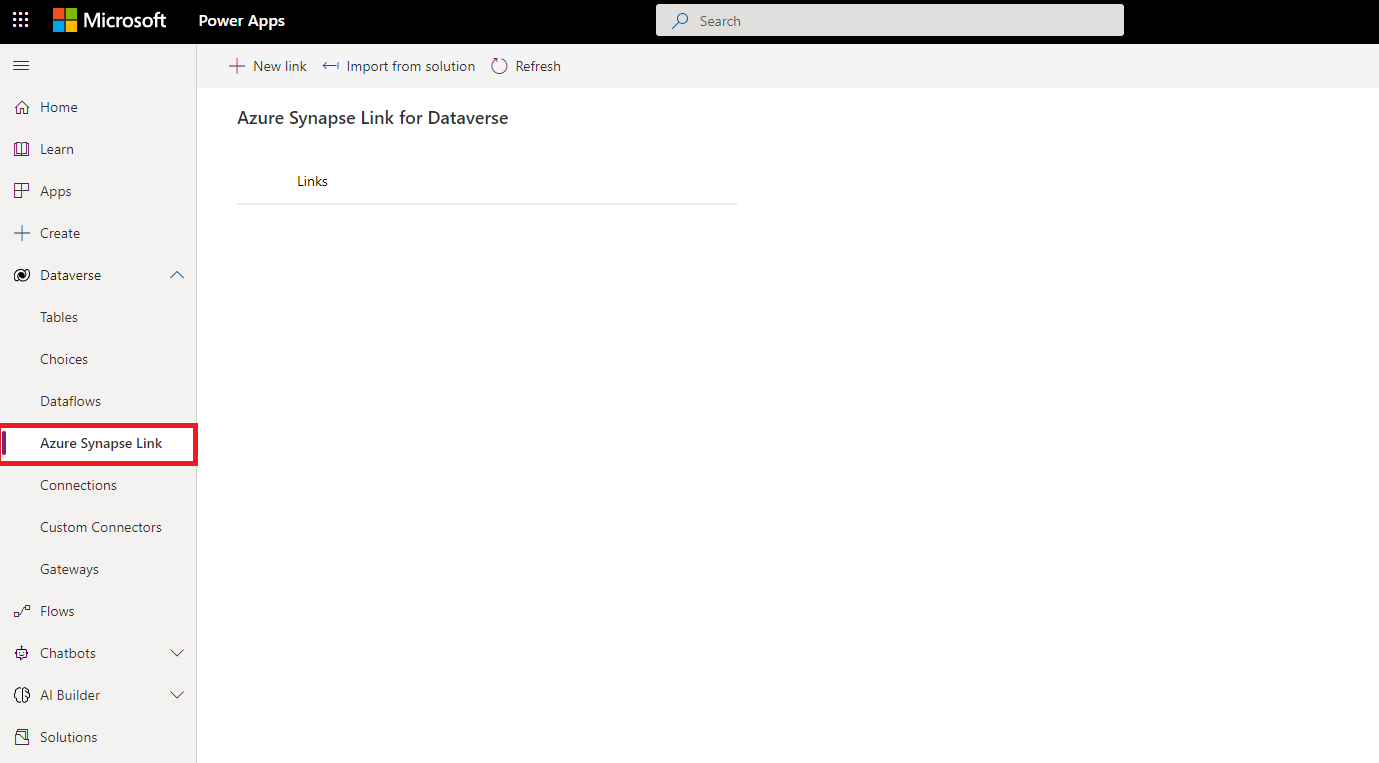 Microsoft Power Apps Search
New link Import from solution Refresh
Home
Learn
Apps
Create
Dataverse
Tables
Choices
Dataflows
Azure Synapse Link
Connections
Custom Connectors
Gateways
Flows
Chatbots
AI Builder
Solutions
Azure Synapse Link for Dataverse
Links